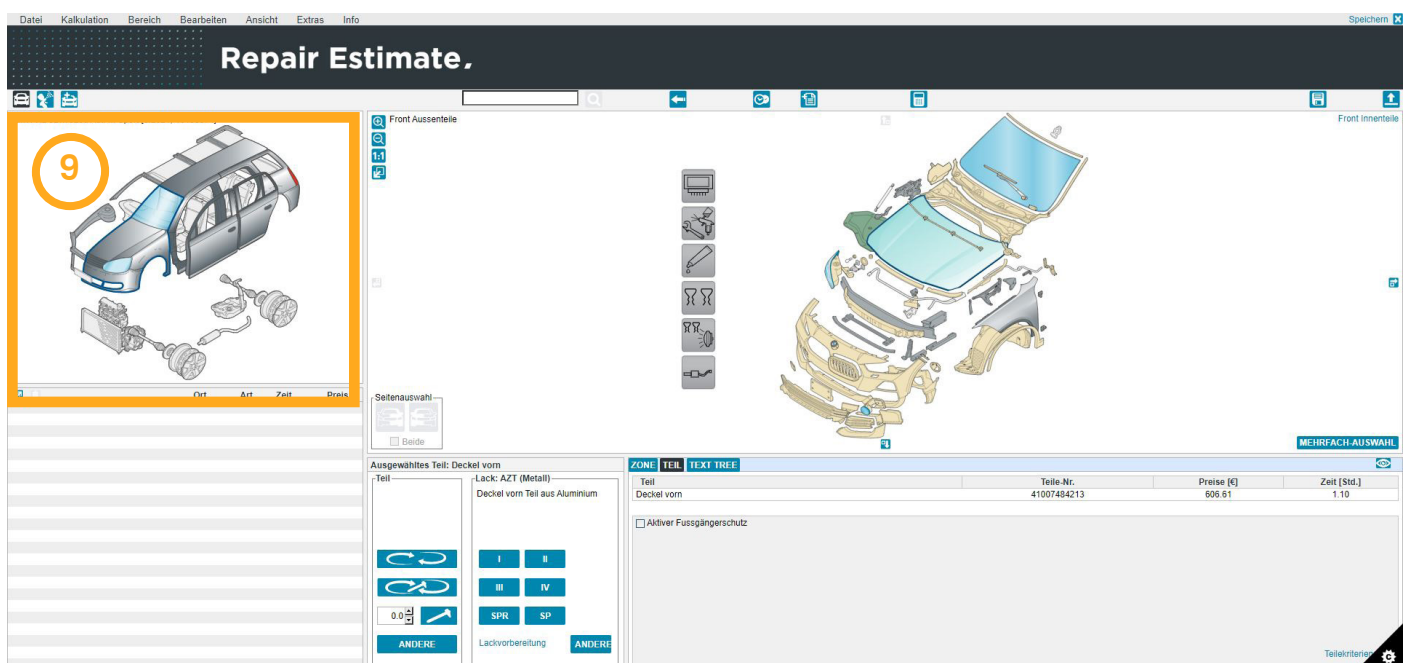 Datei Kalkulation Bereich Bearbeiten Ansicht Extras Info Speichern X
Repair Estimate.
9
1:1
Front Aussenteile
Front Innenteile
Ort Art Zeit Preis
Seitenauswahl
Beide
MEHRFACH-AUSWAHL
Ausgewähltes Teil: Deckel vorn
ZONE TEIL TEXT TREE
Teil
Lack: AZT (Metall)
Deckel vorn Teil aus Aluminium
Teil Teile-Nr. Preise [€] Zeit [Std.]
Deckel vorn 41007484213 606.61 1.10
Aktiver Fussgängerschutz
I II
III IV
0.0 SPR SP
ANDERE Lackvorbereitung ANDERE
Teilekriterien